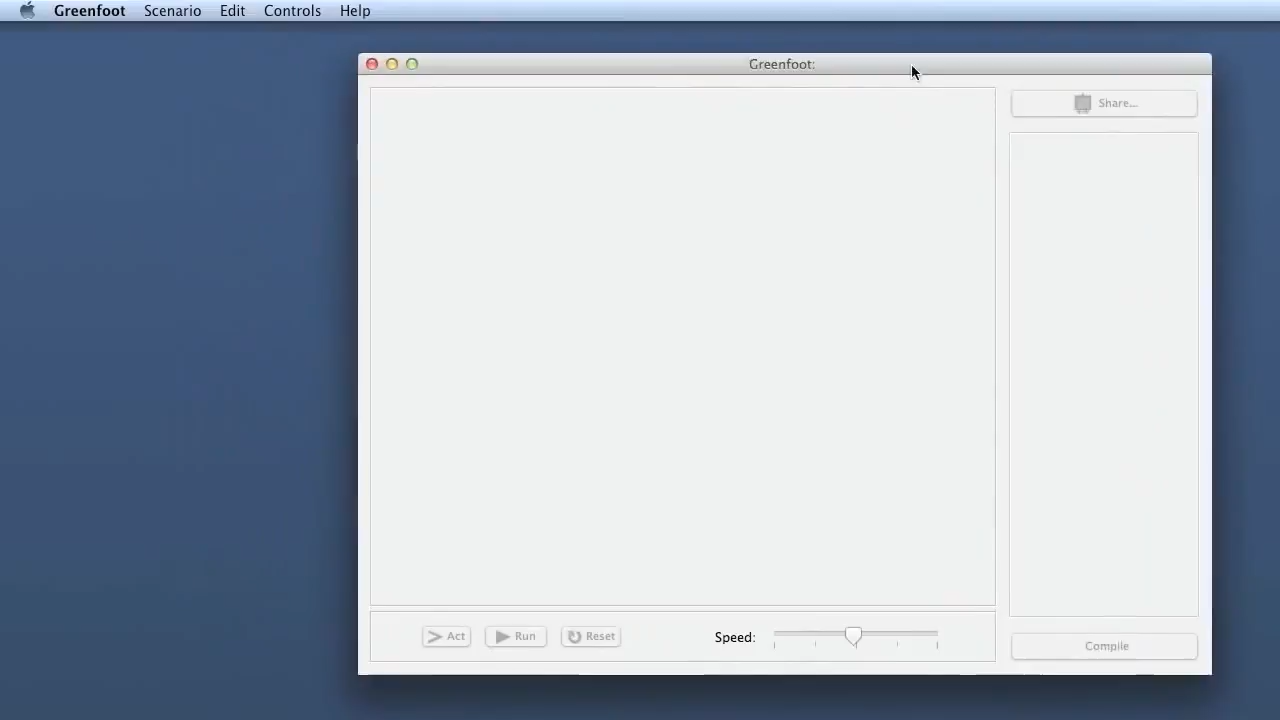 Greenfoot Scenario Edit Controls Help
Greenfoot:
Share...
Act Run Reset Speed:
Compile